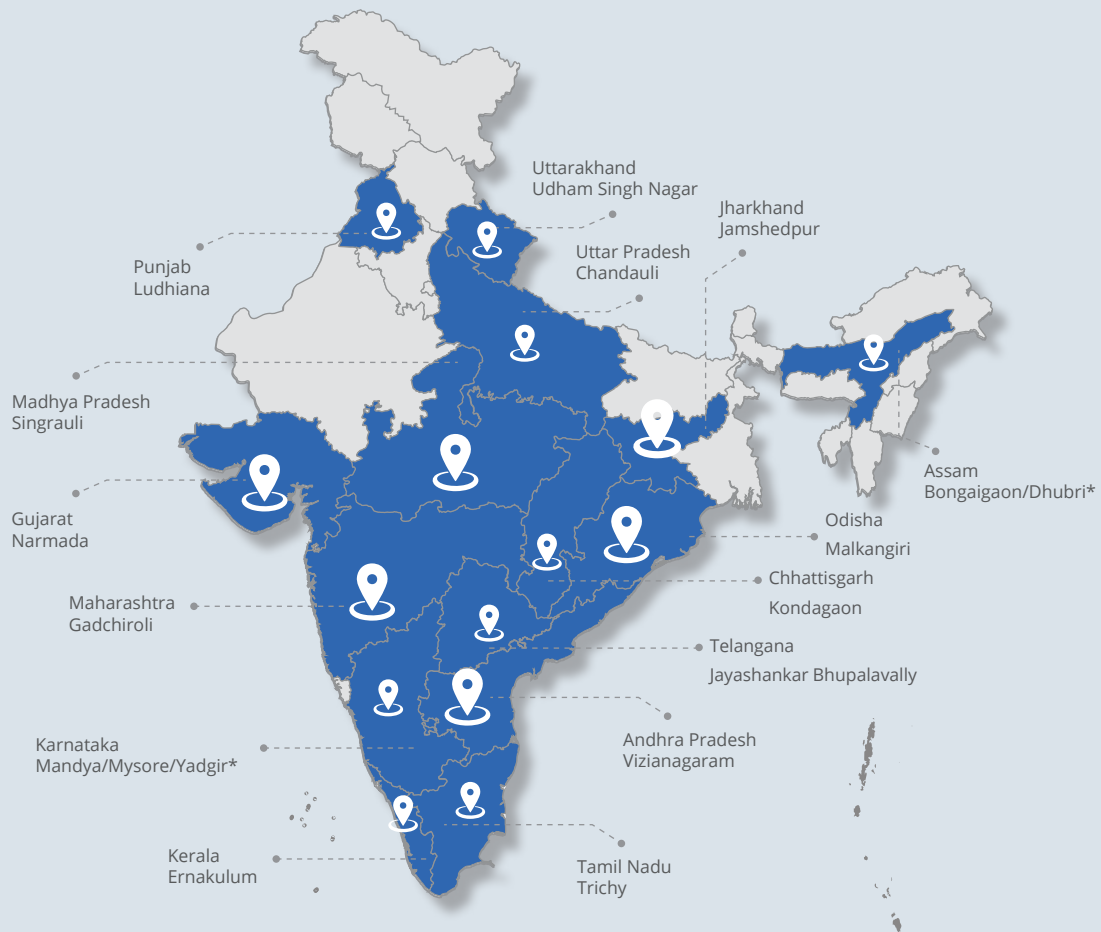 Uttarakhand
Udham Singh Nagar
Jharkhand
Jamshedpur
Uttar Pradesh
Chandauli
Punjab
Ludhiana
Madhya Pradesh
Singrauli
Assam
Bongaigaon/Dhubri*
Gujarat
Narmada
Odisha
Malkangiri
Chhattisgarh
Kondagaon
Maharashtra
Gadchiroli
Telangana
Jayashankar Bhupalavally
Karnataka
Mandya/Mysore/Yadgir*
Andhra Pradesh
Vizianagaram
Kerala
Ernakulum
Tamil Nadu
Trichy